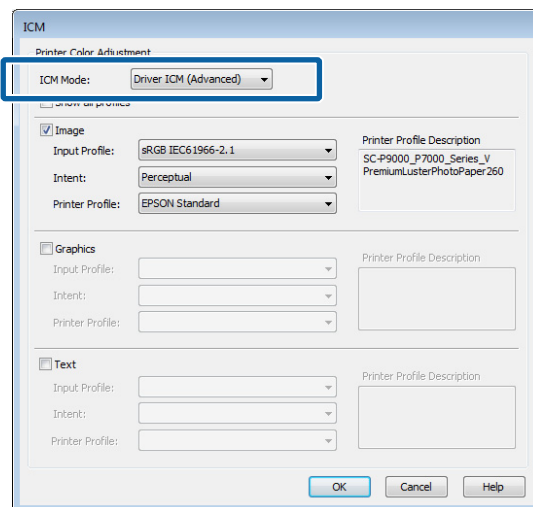 ICM
Printer Color Adjustment
ICM Mode: Driver ICM (Advanced)
Show all profiles
Image
Input Profile: sRGB IEC61966-2.1
Intent: Perceptual
Printer Profile: EPSON Standard
Printer Profile Description
SC-P9000_P7000_Series_V
PremiumLusterPhotoPaper260
Graphics
Input Profile:
Intent:
Printer Profile:
Printer Profile Description
Text
Input Profile:
Intent:
Printer Profile:
Printer Profile Description
OK Cancel Help